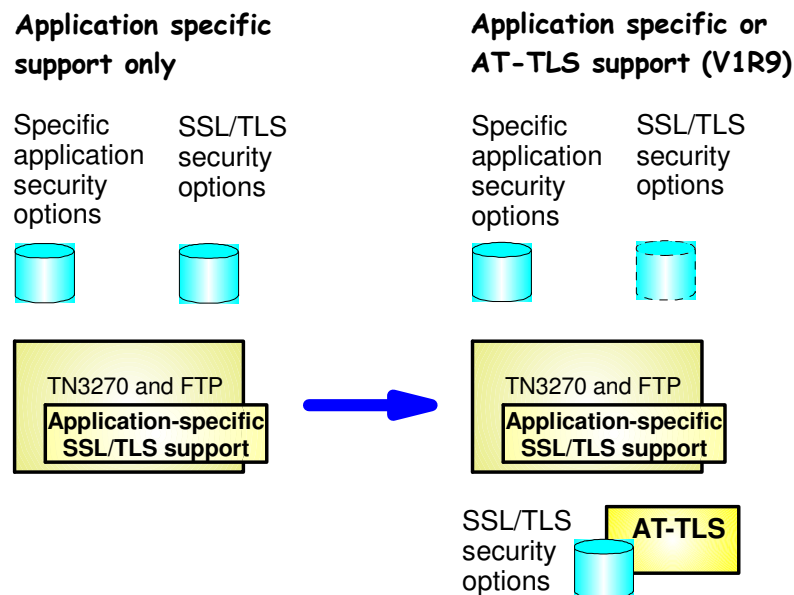 Application specific
support only
Application specific or
AT-TLS support (V1R9)
Specific
application
security
options
SSL/TLS
security
options
Specific
application
security
options
SSL/TLS
security
options
TN3270 and FTP
Application-specific
SSL/TLS support
TN3270 and FTP
Application-specific
SSL/TLS support
SSL/TLS
security
options
AT-TLS